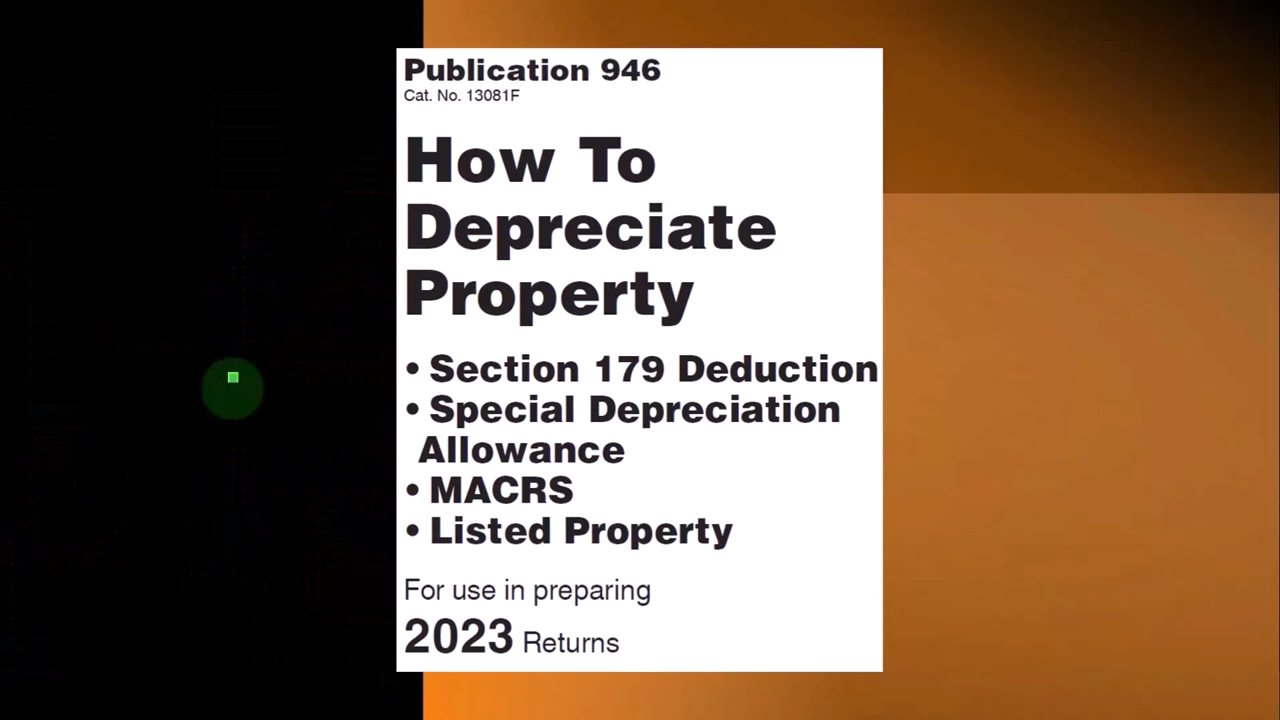 Publication 946
Cat. No. 13081F
How To
Depreciate
Property
• Section 179 Deduction
• Special Depreciation
Allowance
• MACRS
• Listed Property
For use in preparing
2023 Returns